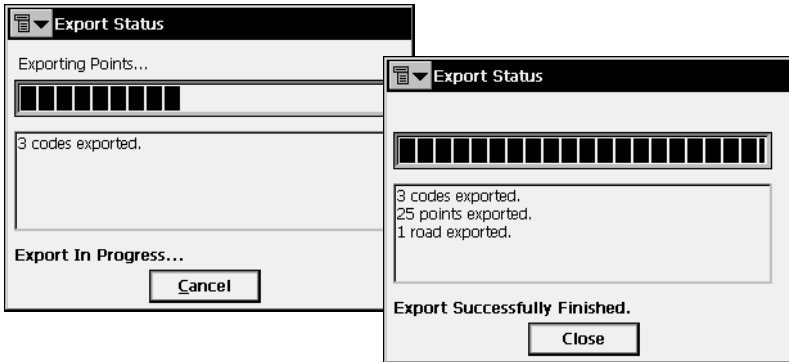 Export Status
Exporting Points...
3 codes exported.
Export In Progress...
Cancel
Export Status
3 codes exported.
25 points exported.
1 road exported.
Export Successfully Finished.
Close